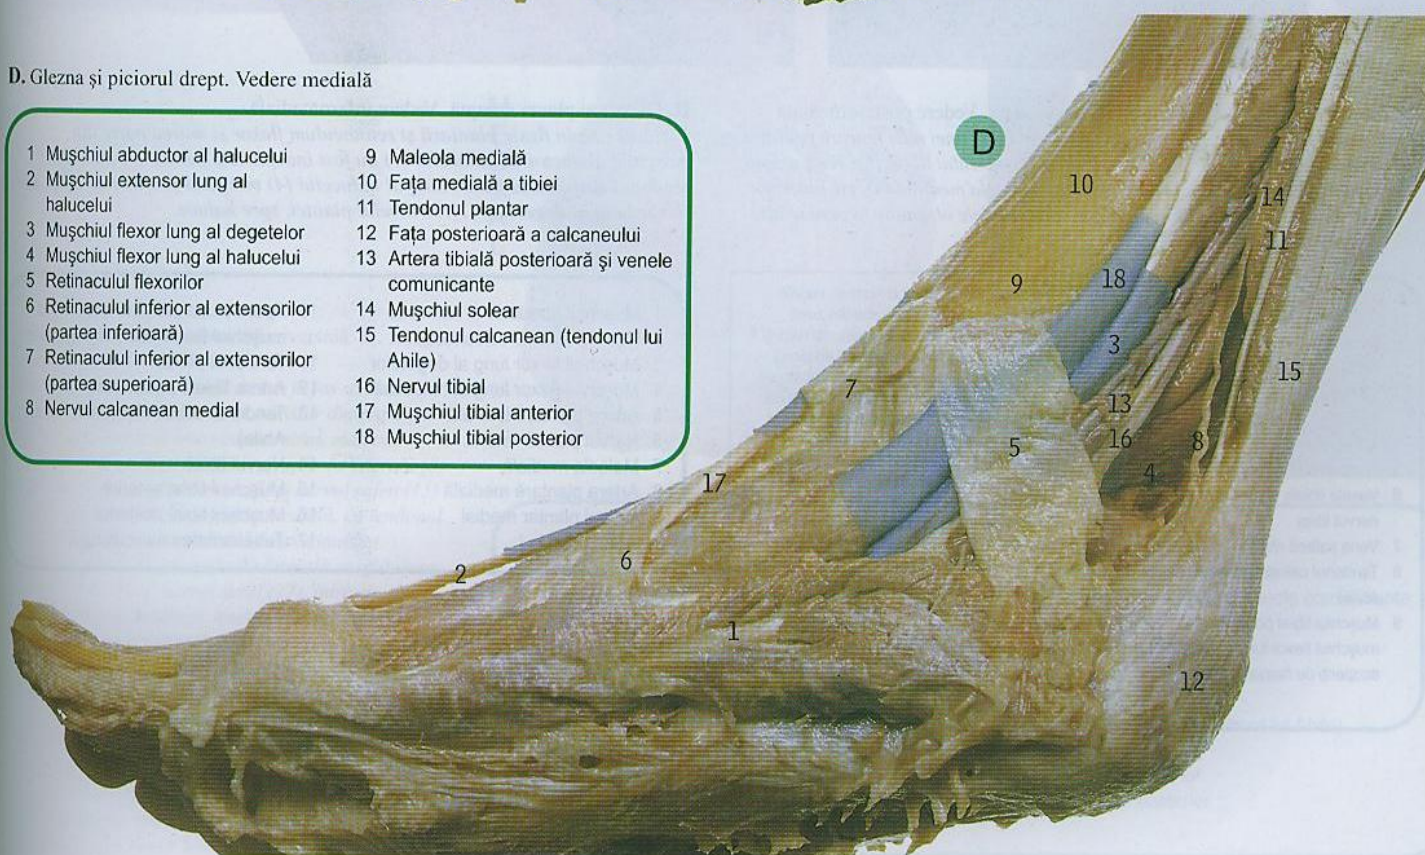 D. Glezna și piciorul drept. Vedere medială
1 Mușchiul abductor al halucelui
2 Mușchiul extensor lung al
halucelui
3 Mușchiul flexor lung al degetelor
4 Mușchiul flexor lung al halucelui
5 Retinaculul flexorilor
6 Retinaculul inferior al extensorilor
(partea inferioară)
7 Retinaculul inferior al extensorilor
(partea superioară)
8 Nervul calcanean medial
9 Maleola medială
10 Fața medială a tibiei
11 Tendonul plantar
12 Fața posterioară a calcaneului
13 Artera tibială posterioară și venele
comunicante
14 Mușchiul solear
15 Tendonul calcanean (tendonul lui
Ahile)
16 Nervul tibial
17 Mușchiul tibial anterior
18 Mușchiul tibial posterior
D
10
14
11
9
18
3
15
7
13
16
8
5
4
17
6
2
1
12